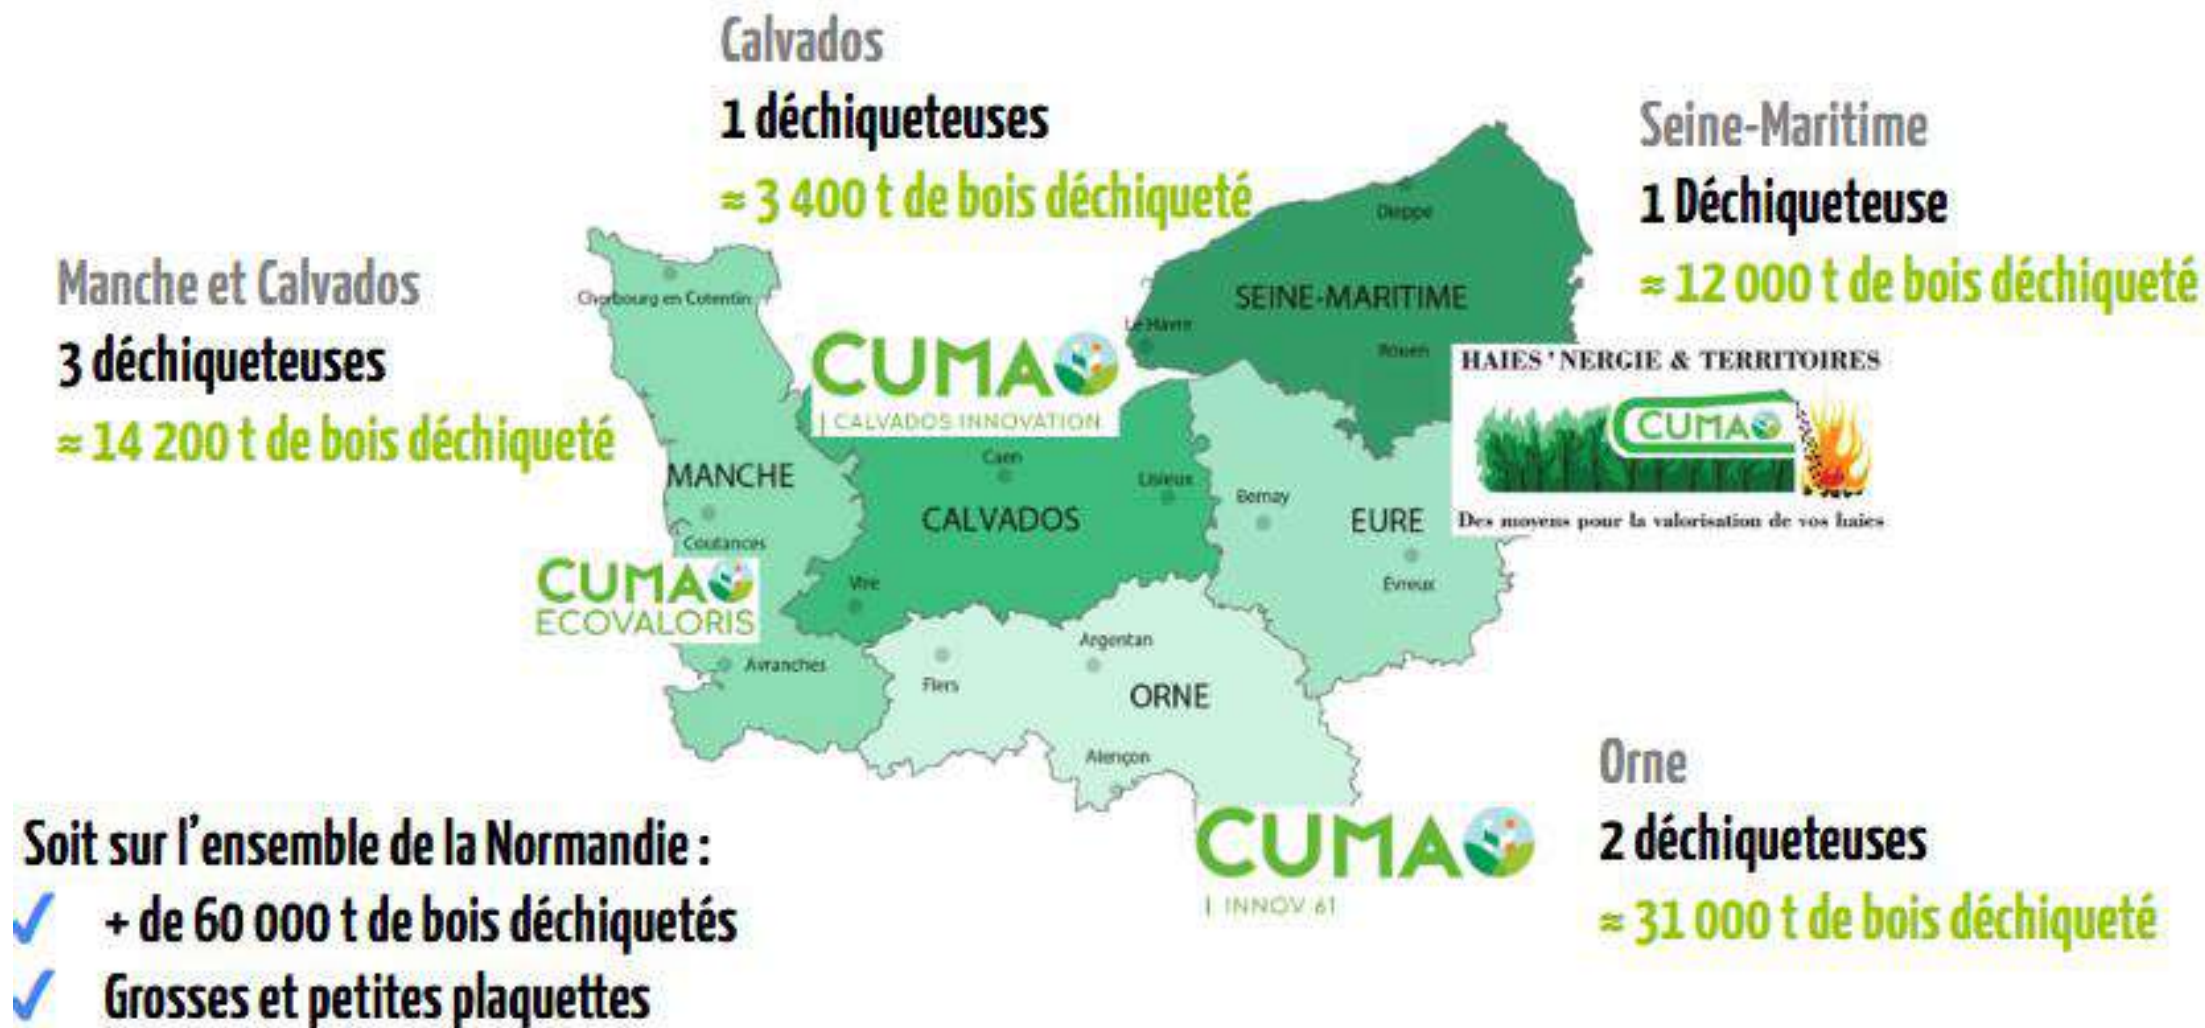 Calvados
1 déchiqueteuses
≈ 3 400 t de bois déchiqueté
Seine-Maritime
1 Déchiqueteuse
≈ 12 000 t de bois déchiqueté
Manche et Calvados
3 déchiqueteuses
≈ 14 200 t de bois déchiqueté
Dieppe
SEINE-MARITIME
Cherbourg en Cotentin
Le Havre
Rouen
CUMA
CALVADOS INNOVATION
HAIES'NERGIE & TERRITOIRES
CUMA
Des moyens pour la valorisation de vos haies
MANCHE
Caen
Lisieux
CALVADOS
Bernay
EURE
Coutances
Évreux
CUMA
ECOVALORIS
Vire
Avranches
Argentan
Flers
ORNE
Alençon
CUMA
INNOV 61
Orne
2 déchiqueteuses
≈ 31 000 t de bois déchiqueté
Soit sur l'ensemble de la Normandie :
✓ + de 60 000 t de bois déchiquetés
✓ Grosses et petites plaquettes